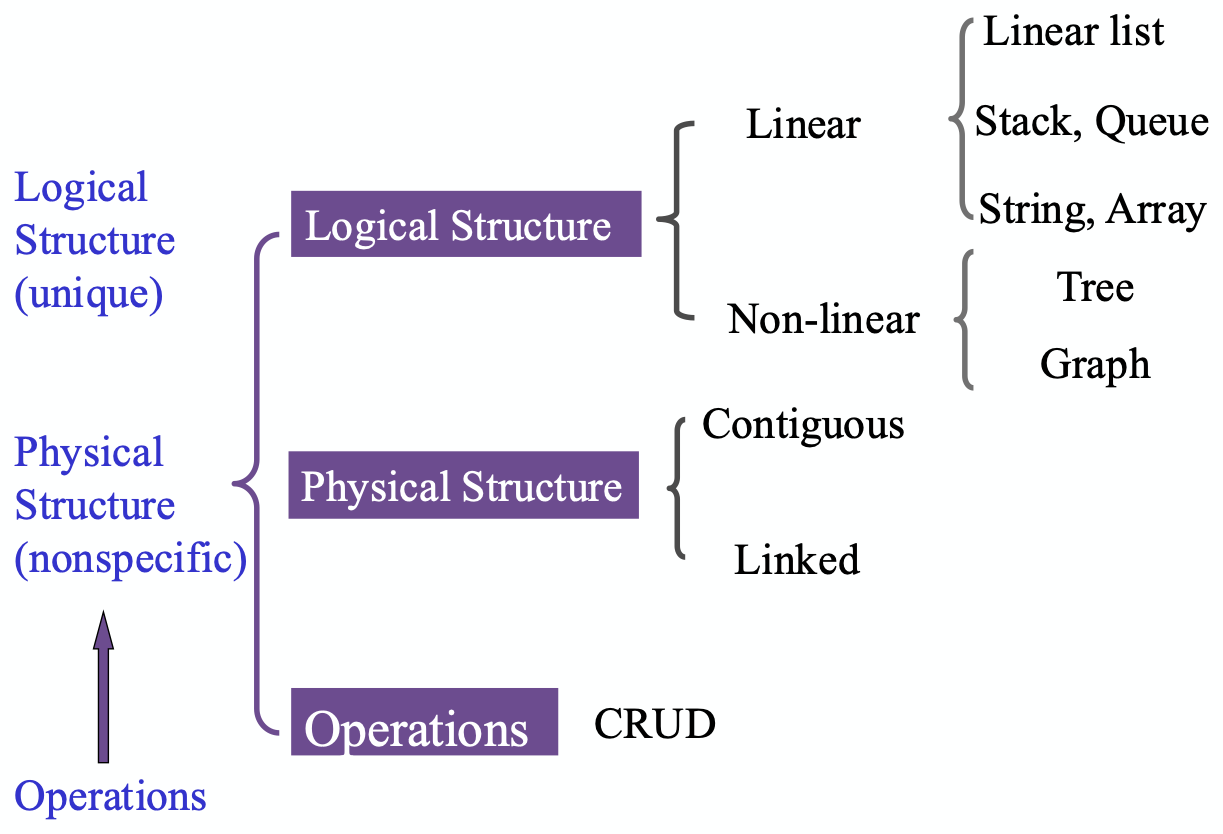 Logical
Structure
(unique)
Physical
Structure
(nonspecific)
Operations
Logical Structure
Linear
Linear list
Stack, Queue
String, Array
Non-linear
Tree
Graph
Physical Structure
Contiguous
Linked
Operations
CRUD